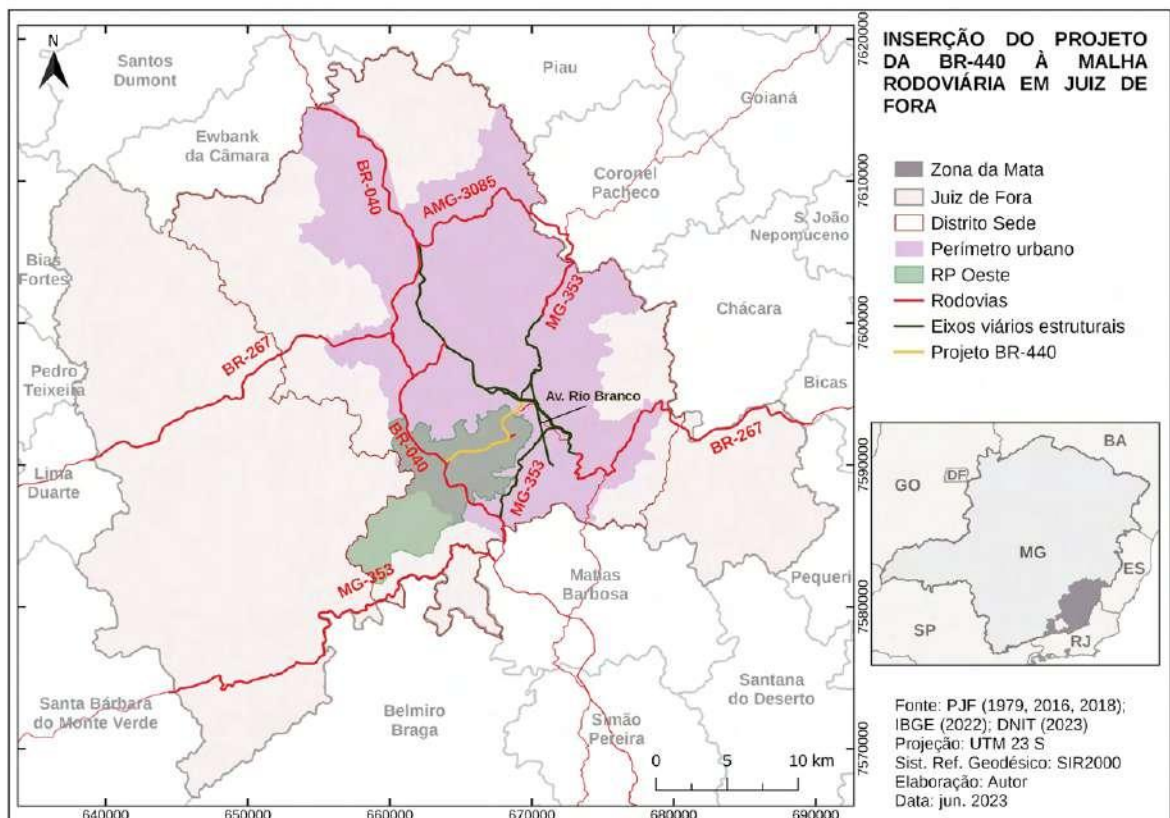 N
Santos
Dumont
Piau
Goianá
Ewbank
da Câmara
BR-040
AMG-3085
Coronel
Pacheco
S. João
Nepomuceno
Bias
Fortes
MG-353
Chácara
BR-267
Pedro
Teixeira
Av. Rio Branco
Bicas
BR-040
BR-267
Lima
Duarte
MG-353
MG-353
Matias
Barbosa
Pequeri
Santa Bárbara
do Monte Verde
Belmiro
Braga
Simão
Pereira
Santana
do Deserto
0 5 10 km
640000 650000 660000 670000 680000 690000
7620000
7610000
7600000
7590000
7580000
7570000
INSERÇÃO DO PROJETO
DA BR-440 À MALHA
RODOVIÁRIA EM JUIZ DE
FORA
Zona da Mata
Juiz de Fora
Distrito Sede
Perímetro urbano
RP Oeste
Rodovias
Eixos viários estruturais
Projeto BR-440
BA
GO
DF
MG
ES
SP
RJ
Fonte: PJF (1979, 2016, 2018);
IBGE (2022); DNIT (2023)
Projeção: UTM 23 S
Sist. Ref. Geodésico: SIR2000
Elaboração: Autor
Data: jun. 2023